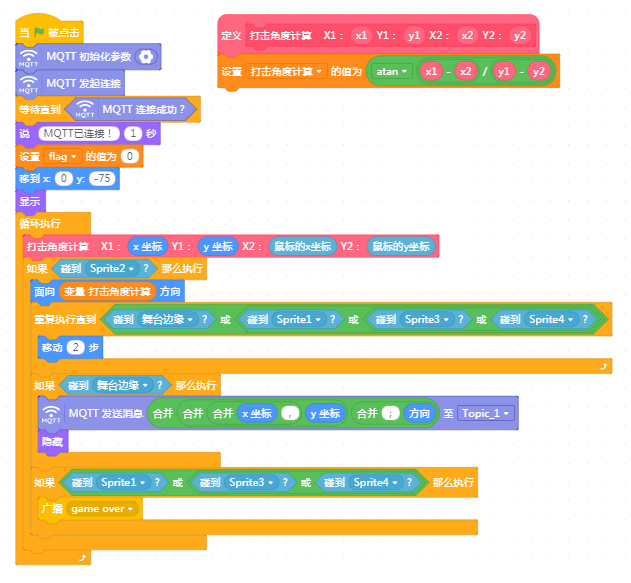 当 被点击
MQTT MQTT 初始化参数
MQTT MQTT 发起连接
等待直到 MQTT MQTT 连接成功？
说 MQTT已连接！ 1 秒
设置 flag 的值为 0
移到 x: 0 y: -75
显示
循环执行
打击角度计算 X1： x 坐标 Y1： y 坐标 X2： 鼠标的x坐标 Y2： 鼠标的y坐标
如果 碰到 Sprite2 ? 那么执行
面向 变量 打击角度计算 方向
重复执行直到 碰到 舞台边缘 ? 或 碰到 Sprite1 ? 或 碰到 Sprite3 ? 或 碰到 Sprite4 ?
移动 2 步
如果 碰到 舞台边缘 ? 那么执行
MQTT MQTT 发送消息 合并 合并 合并 x 坐标 , y 坐标 合并 ; 方向 至 Topic_1
隐藏
如果 碰到 Sprite1 ? 或 碰到 Sprite3 ? 或 碰到 Sprite4 ? 那么执行
广播 game over
定义 打击角度计算 X1： x1 Y1： y1 X2： x2 Y2： y2
设置 打击角度计算 的值为 atan x1 - x2 / y1 - y2